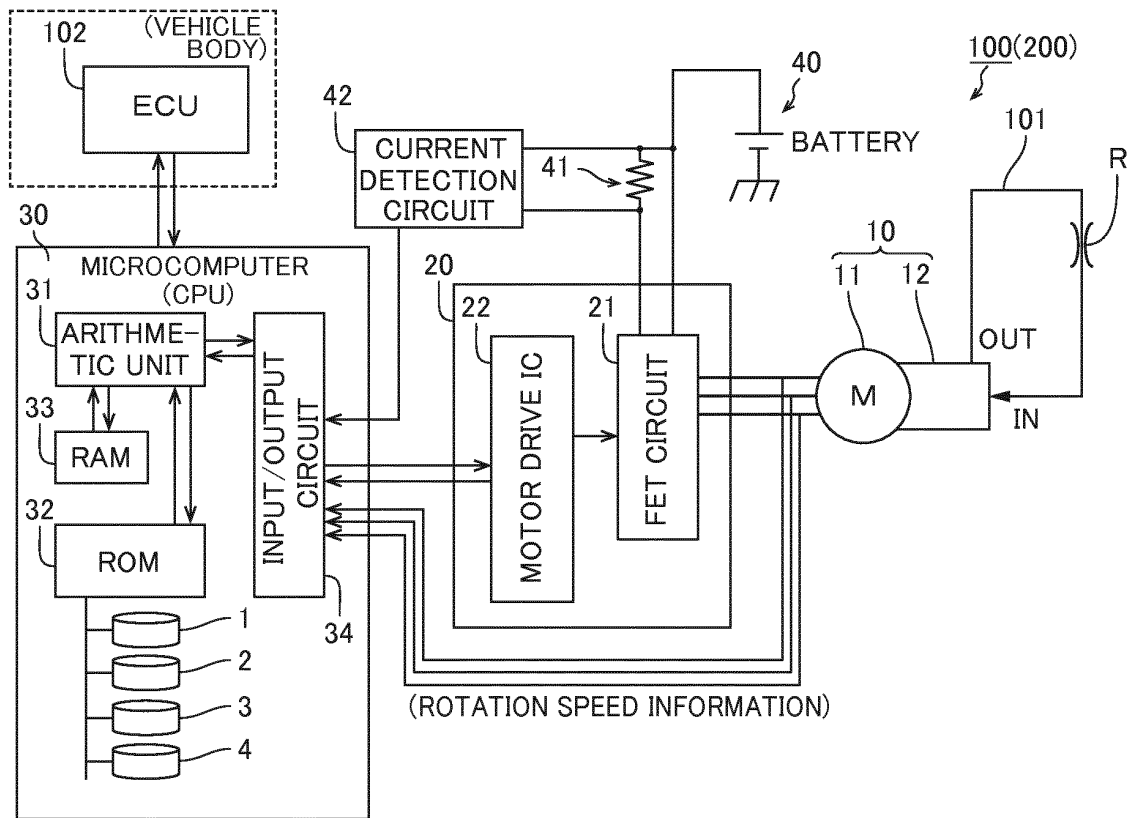 (VEHICLE
BODY)
102
ECU
40
100(200)
42
CURRENT
DETECTION
CIRCUIT
41
BATTERY
101
R
30
MICROCOMPUTER
(CPU)
31
ARITHME-
TIC UNIT
33
RAM
32
ROM
INPUT/OUTPUT
CIRCUIT
34
1
2
3
4
20
22
MOTOR DRIVE IC
21
FET CIRCUIT
10
11
12
M
OUT
IN
(ROTATION SPEED INFORMATION)